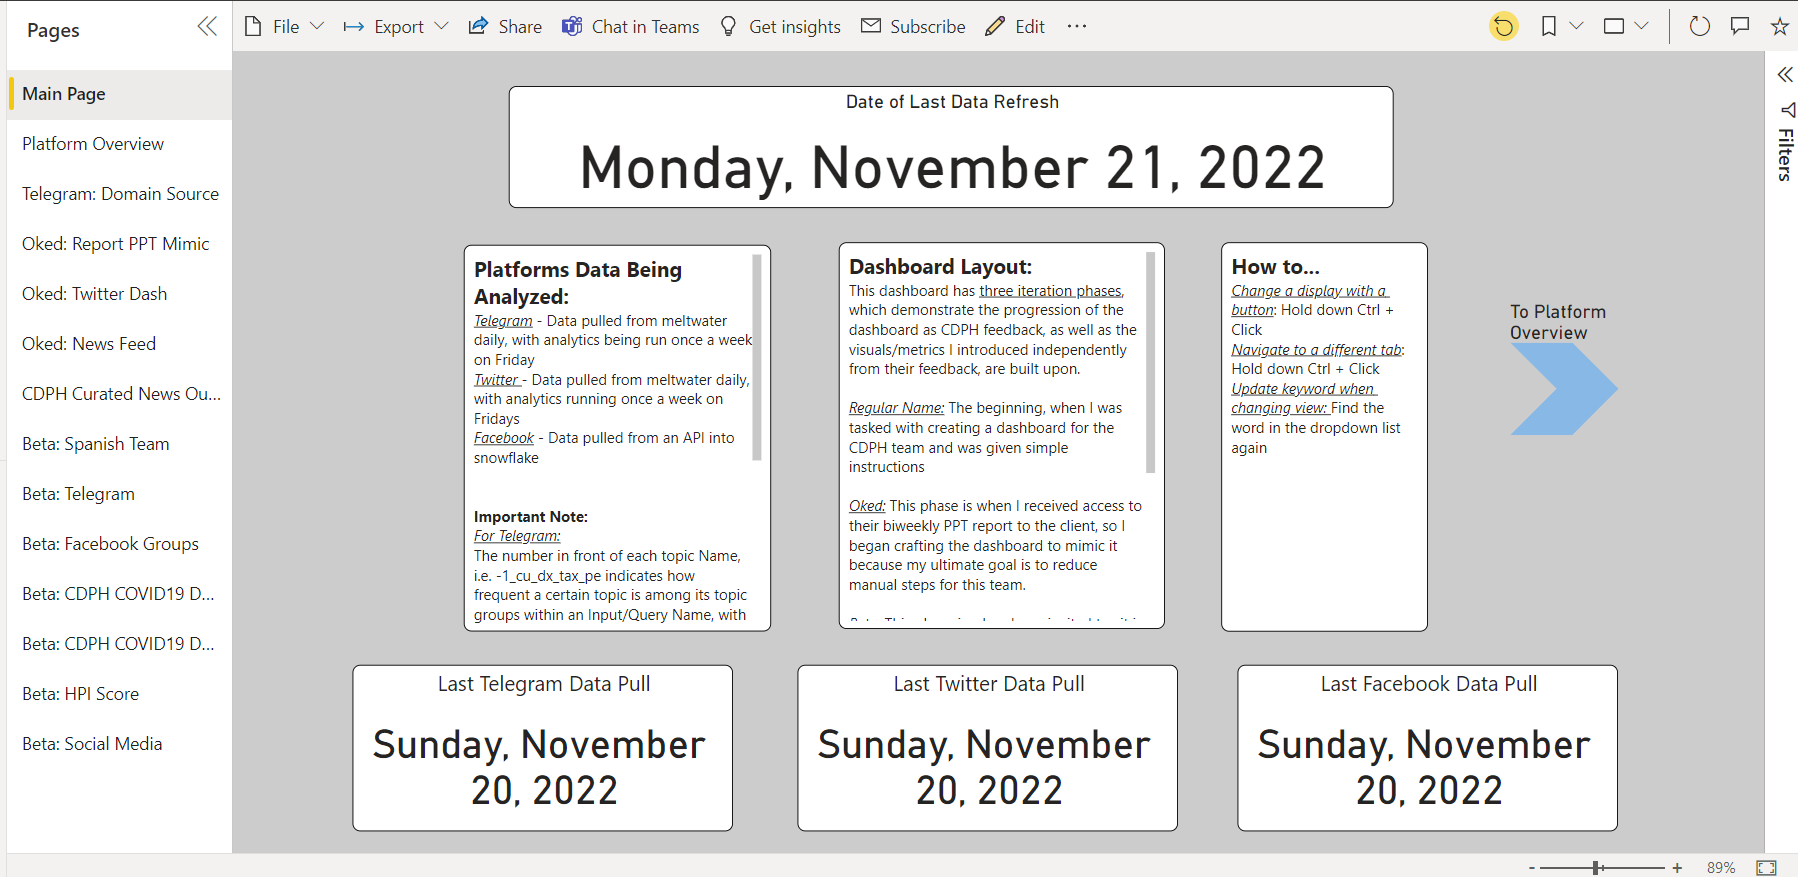 Pages
File
Export
Share
Chat in Teams
Get insights
Subscribe
Edit
Main Page
Platform Overview
Telegram: Domain Source
Oked: Report PPT Mimic
Oked: Twitter Dash
Oked: News Feed
CDPH Curated News Ou...
Beta: Spanish Team
Beta: Telegram
Beta: Facebook Groups
Beta: CDPH COVID19 D...
Beta: CDPH COVID19 D...
Beta: HPI Score
Beta: Social Media
Date of Last Data Refresh
Monday, November 21, 2022
Platforms Data Being
Analyzed:
Telegram - Data pulled from meltwater
daily, with analytics being run once a week
on Friday
Twitter - Data pulled from meltwater daily,
with analytics running once a week on
Fridays
Facebook - Data pulled from an API into
snowflake
Important Note:
For Telegram:
The number in front of each topic Name,
i.e. -1_cu_dx_tax_pe indicates how
frequent a certain topic is among its topic
groups within an Input/Query Name, with
Dashboard Layout:
This dashboard has three iteration phases,
which demonstrate the progression of the
dashboard as CDPH feedback, as well as the
visuals/metrics I introduced independently
from their feedback, are built upon.
Regular Name: The beginning, when I was
tasked with creating a dashboard for the
CDPH team and was given simple
instructions
Oked: This phase is when I received access to
their biweekly PPT report to the client, so I
began crafting the dashboard to mimic it
because my ultimate goal is to reduce
manual steps for this team.
How to...
Change a display with a
button: Hold down Ctrl +
Click
Navigate to a different tab:
Hold down Ctrl + Click
Update keyword when
changing view: Find the
word in the dropdown list
again
To Platform
Overview
Filters
Last Telegram Data Pull
Sunday, November
20, 2022
Last Twitter Data Pull
Sunday, November
20, 2022
Last Facebook Data Pull
Sunday, November
20, 2022
- + 89%